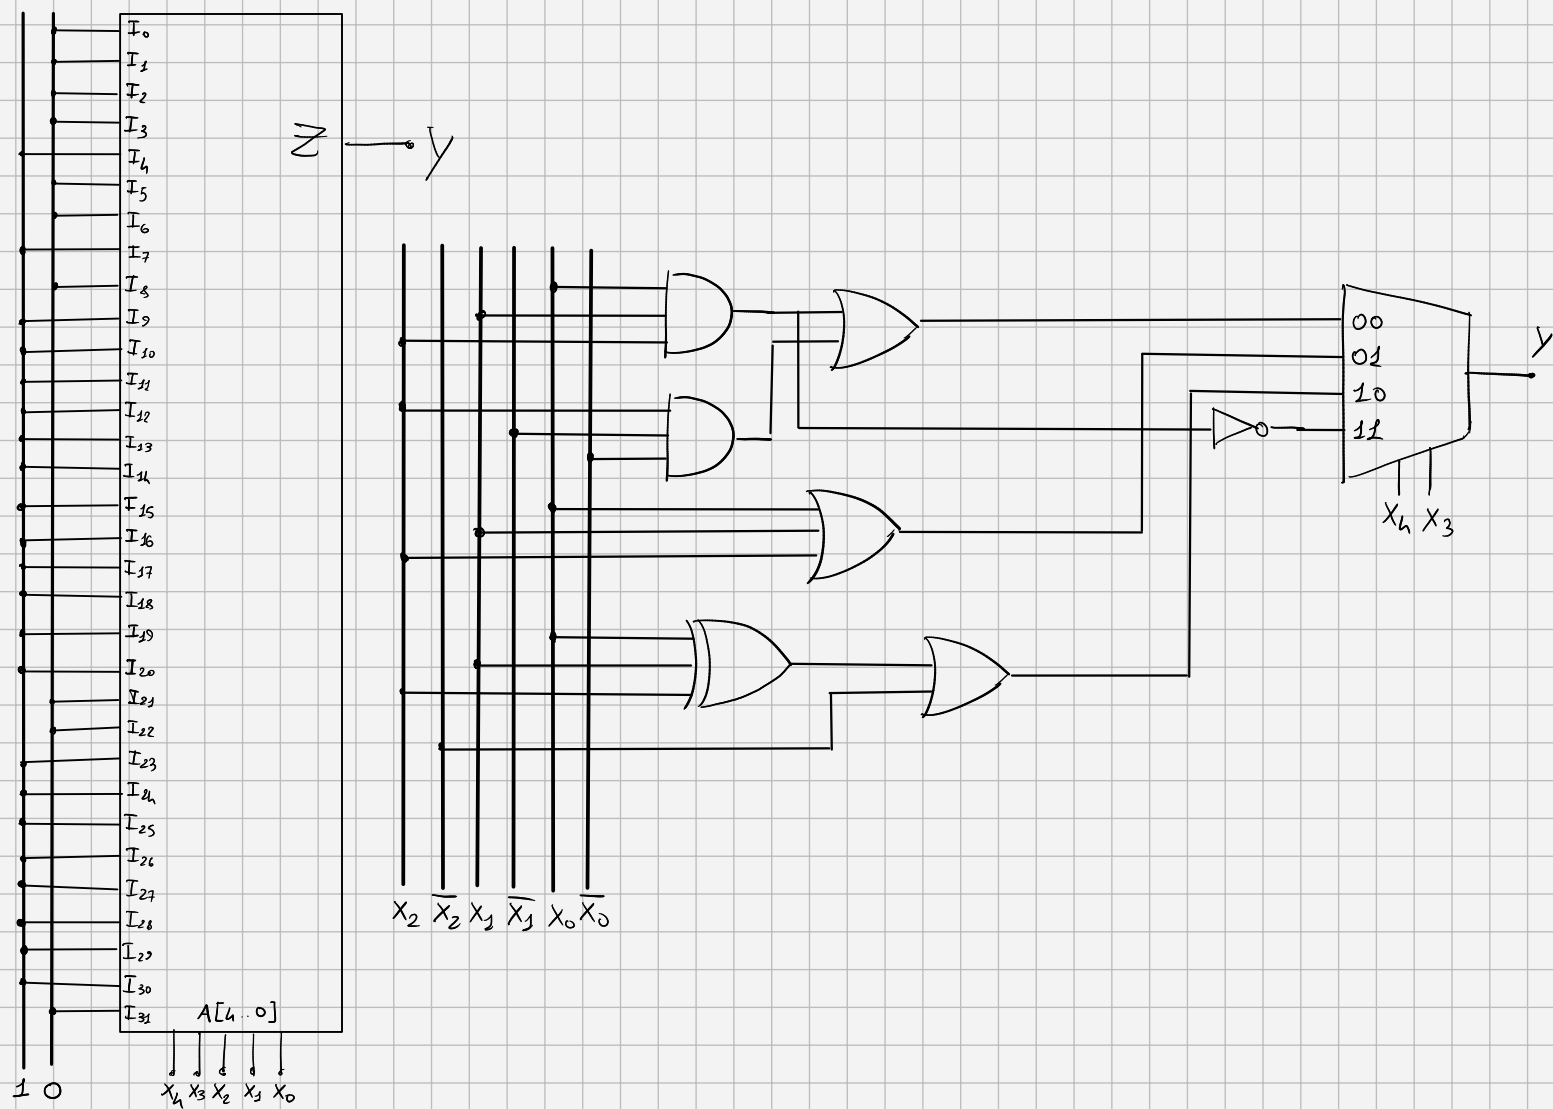 I0
I1
I2
I3
I4
I5
I6
I7
I8
I9
I10
I11
I12
I13
I14
I15
I16
I17
I18
I19
I20
I21
I22
I23
I24
I25
I26
I27
I28
I29
I30
I31
Z
Y
A[4..0]
1 0
X4 X3 X2 X1 X0
X2 X̅2 X1 X̅1 X0 X̅0
00
01
10
11
Y
X4 X3